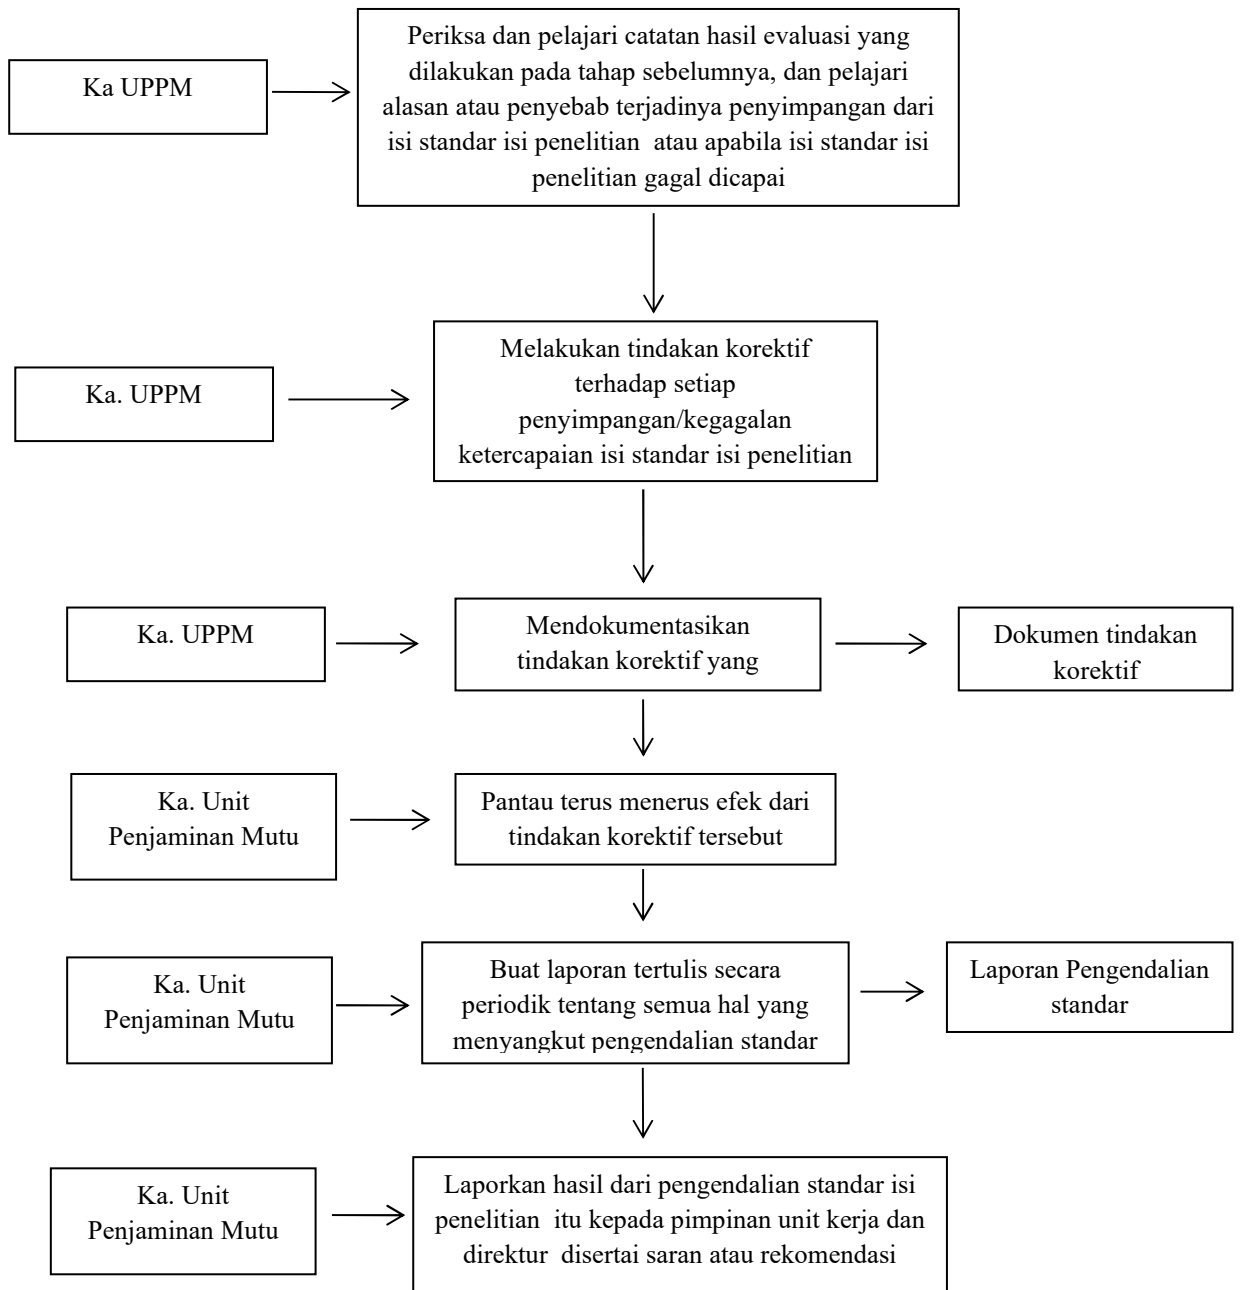 Ka UPPM
Periksa dan pelajari catatan hasil evaluasi yang
dilakukan pada tahap sebelumnya, dan pelajari
alasan atau penyebab terjadinya penyimpangan dari
isi standar isi penelitian atau apabila isi standar isi
penelitian gagal dicapai
Ka. UPPM
Melakukan tindakan korektif
terhadap setiap
penyimpangan/kegagalan
ketercapaian isi standar isi penelitian
Ka. UPPM
Mendokumentasikan
tindakan korektif yang
Dokumen tindakan
korektif
Ka. Unit
Penjaminan Mutu
Pantau terus menerus efek dari
tindakan korektif tersebut
Ka. Unit
Penjaminan Mutu
Buat laporan tertulis secara
periodik tentang semua hal yang
menyangkut pengendalian standar
Laporan Pengendalian
standar
Ka. Unit
Penjaminan Mutu
Laporkan hasil dari pengendalian standar isi
penelitian itu kepada pimpinan unit kerja dan
direktur disertai saran atau rekomendasi